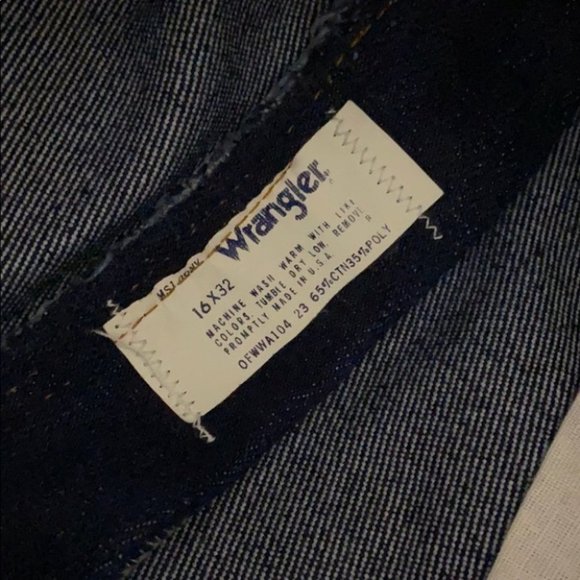 Wrangler
16X32
MACHINE WASH WARM WITH LIKE
COLORS. TUMBLE DRY LOW. REMOVE
PROMPTLY MADE IN U.S.A. R
OFWWA104 23 65%CTN35%POLY